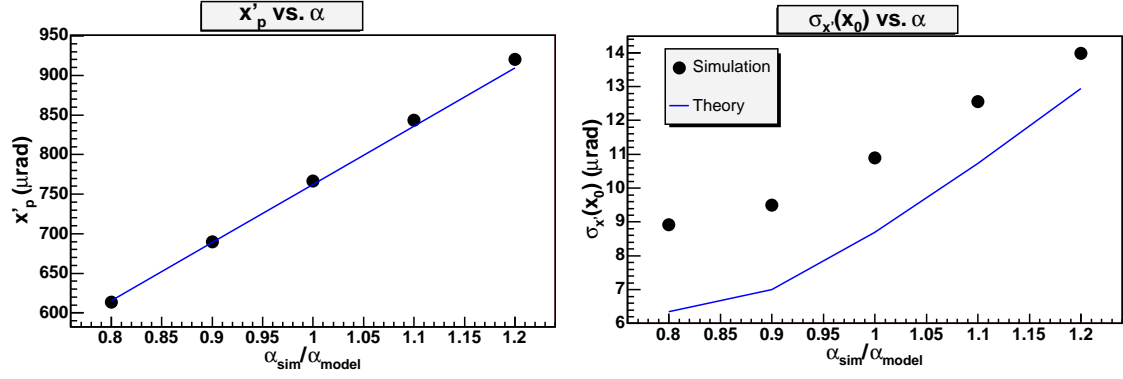 x'p vs. α
950
900
850
800
750
700
650
600
x'p (μrad)
0.8 0.85 0.9 0.95 1 1.05 1.1 1.15 1.2
αsim/αmodel
σx'(x0) vs. α
Simulation
Theory
14
13
12
11
10
9
8
7
6
σx'(x0) (μrad)
0.8 0.85 0.9 0.95 1 1.05 1.1 1.15 1.2
αsim/αmodel